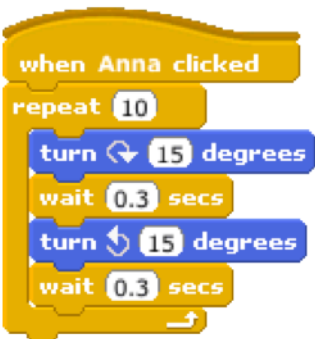 when Anna clicked
repeat 10
turn 15 degrees
wait 0.3 secs
turn 15 degrees
wait 0.3 secs